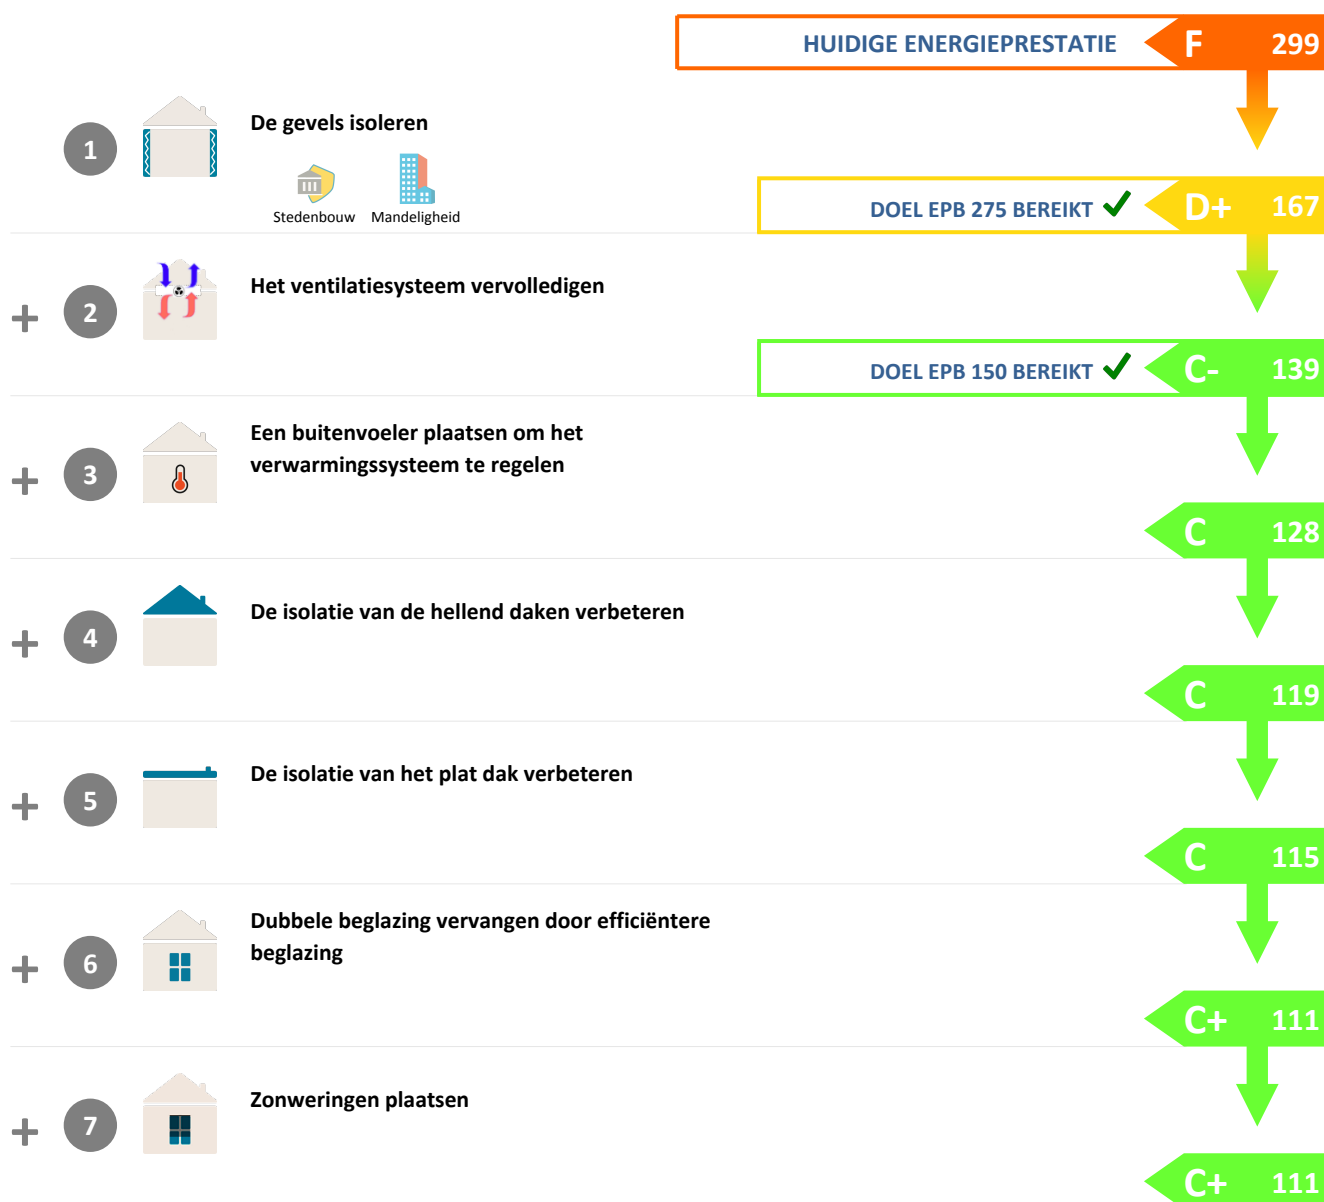 HUIDIGE ENERGIEPRESTATIE F 299
1 De gevels isoleren
Stedenbouw Mandeligheid
DOEL EPB 275 BEREIKT ✔ D+ 167
+ 2 Het ventilatiesysteem vervolledigen
DOEL EPB 150 BEREIKT ✔ C- 139
+ 3 Een buitenvoeler plaatsen om het
verwarmingssysteem te regelen
C 128
+ 4 De isolatie van de hellend daken verbeteren
C 119
+ 5 De isolatie van het plat dak verbeteren
C 115
+ 6 Dubbele beglazing vervangen door efficiëntere
beglazing
C+ 111
+ 7 Zonweringen plaatsen
C+ 111